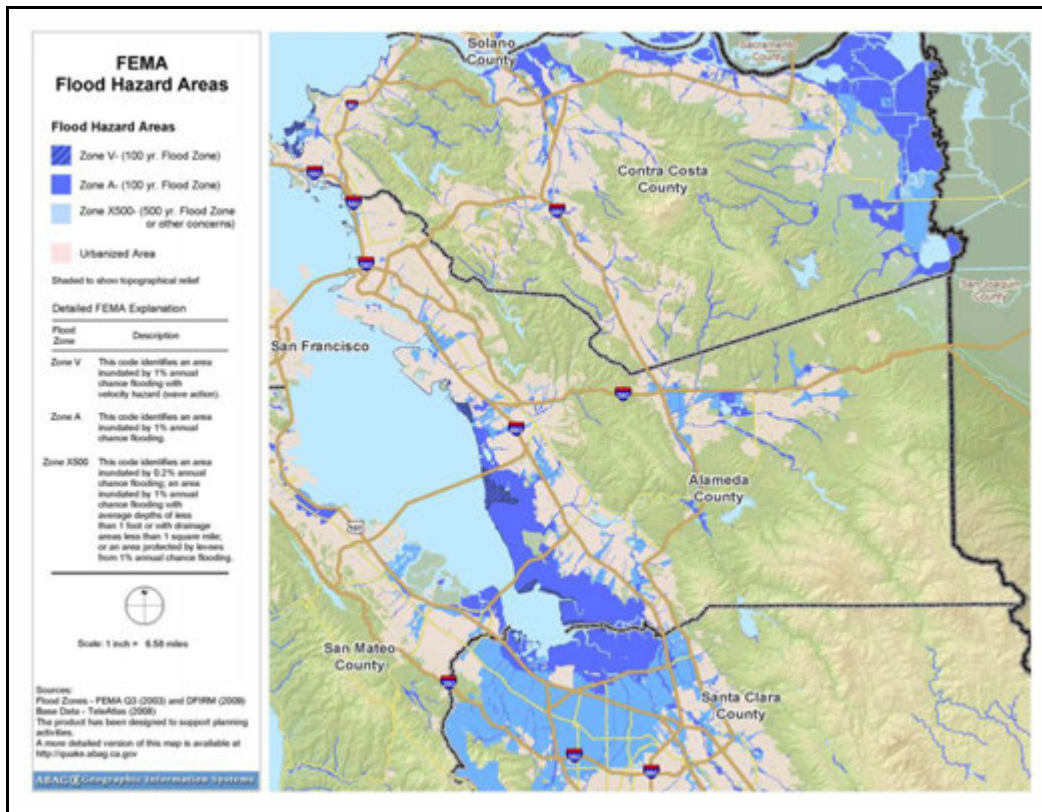 FEMA
Flood Hazard Areas
Flood Hazard Areas
Zone V- (100 yr. Flood Zone)
Zone A- (100 yr. Flood Zone)
Zone X500- (500 yr. Flood Zone
or other concerns)
Urbanized Area
Shaded to show topographical relief
Detailed FEMA Explanation
Flood
Zone
Description
Zone V
This code identifies an area
inundated by 1% annual
chance flooding with
velocity hazard (wave action).
Zone A
This code identifies an area
inundated by 1% annual
chance flooding.
Zone X500
This code identifies an area
inundated by 0.2% annual
chance flooding; an area
inundated by 1% annual
chance flooding with
average depths of less
than 1 foot or with drainage
areas less than 1 square mile;
or an area protected by levees
from 1% annual chance flooding.
N
Scale: 1 inch = 6.58 miles
Sources:
Flood Zones - FEMA Q3 (2003) and DFIRM (2009)
The product has been designed to support planning
activities.
A more detailed version of this map is available at
http://quake.abag.ca.gov
ABAG Geographic Information Systems
Solano
County
Sacramento
County
Contra Costa
County
San Joaquin
County
San Francisco
Alameda
County
San Mateo
County
Santa Clara
County